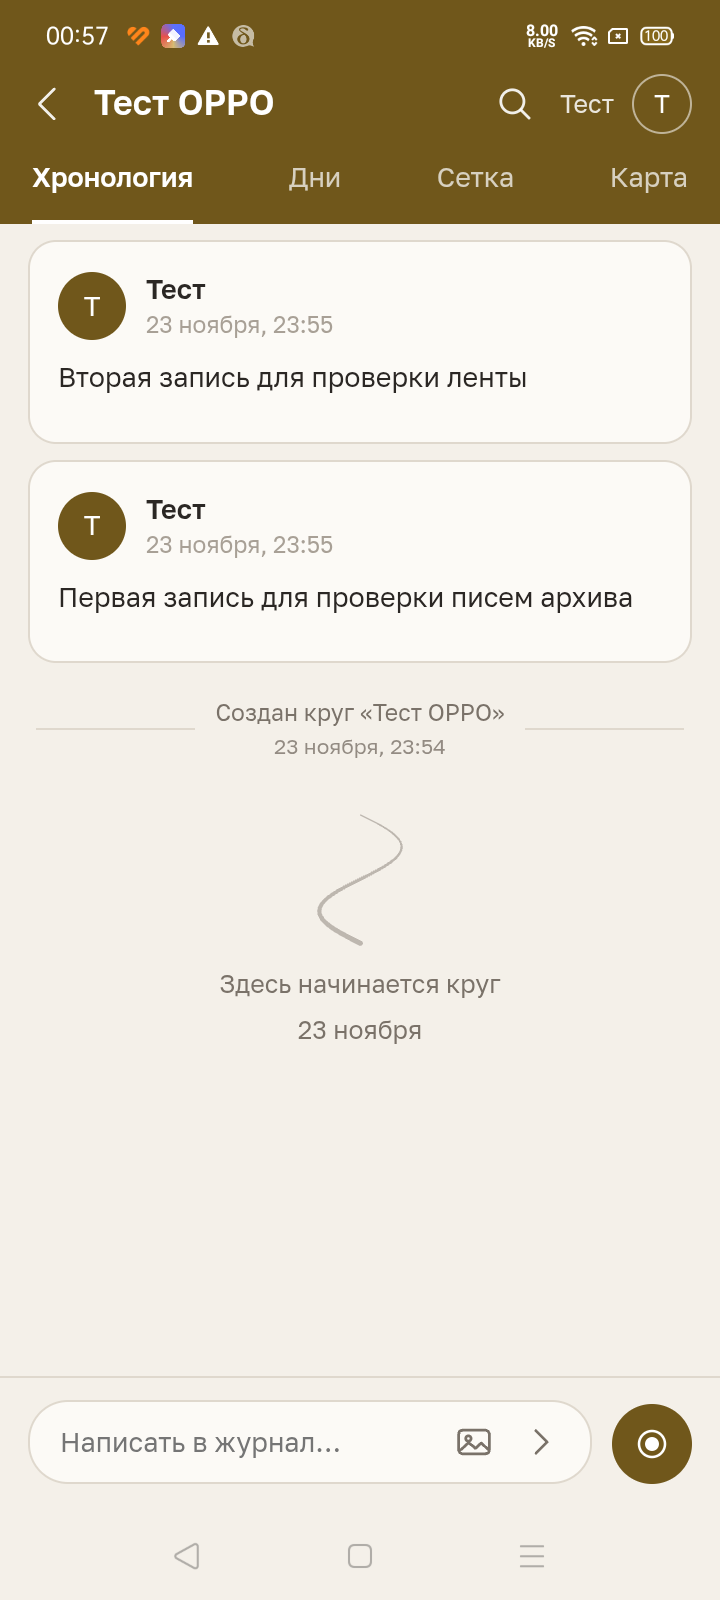 00:57
8.00
KB/S
100
Тест OPPO
Тест
Т
Хронология
Дни
Сетка
Карта
Т
Тест
23 ноября, 23:55
Вторая запись для проверки ленты
Т
Тест
23 ноября, 23:55
Первая запись для проверки писем архива
Создан круг «Тест OPPO»
23 ноября, 23:54
Здесь начинается круг
23 ноября
Написать в журнал...